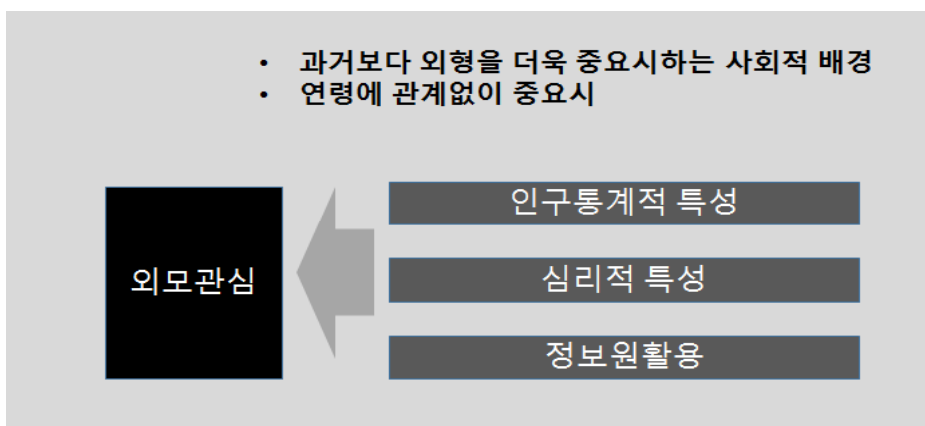 • 과거보다 외형을 더욱 중요시하는 사회적 배경
• 연령에 관계없이 중요시
인구통계적 특성
외모관심
심리적 특성
정보원활용